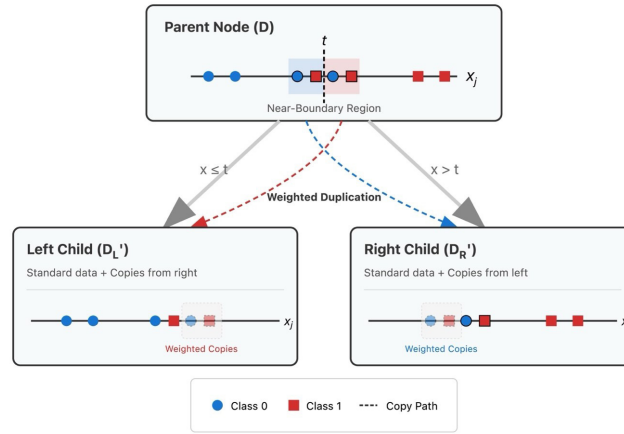 Parent Node (D)
t
x_j
Near-Boundary Region
x ≤ t
x > t
Weighted Duplication
Left Child (D_L')
Standard data + Copies from right
x_j
Weighted Copies
Right Child (D_R')
Standard data + Copies from left
Weighted Copies
Class 0
Class 1
Copy Path